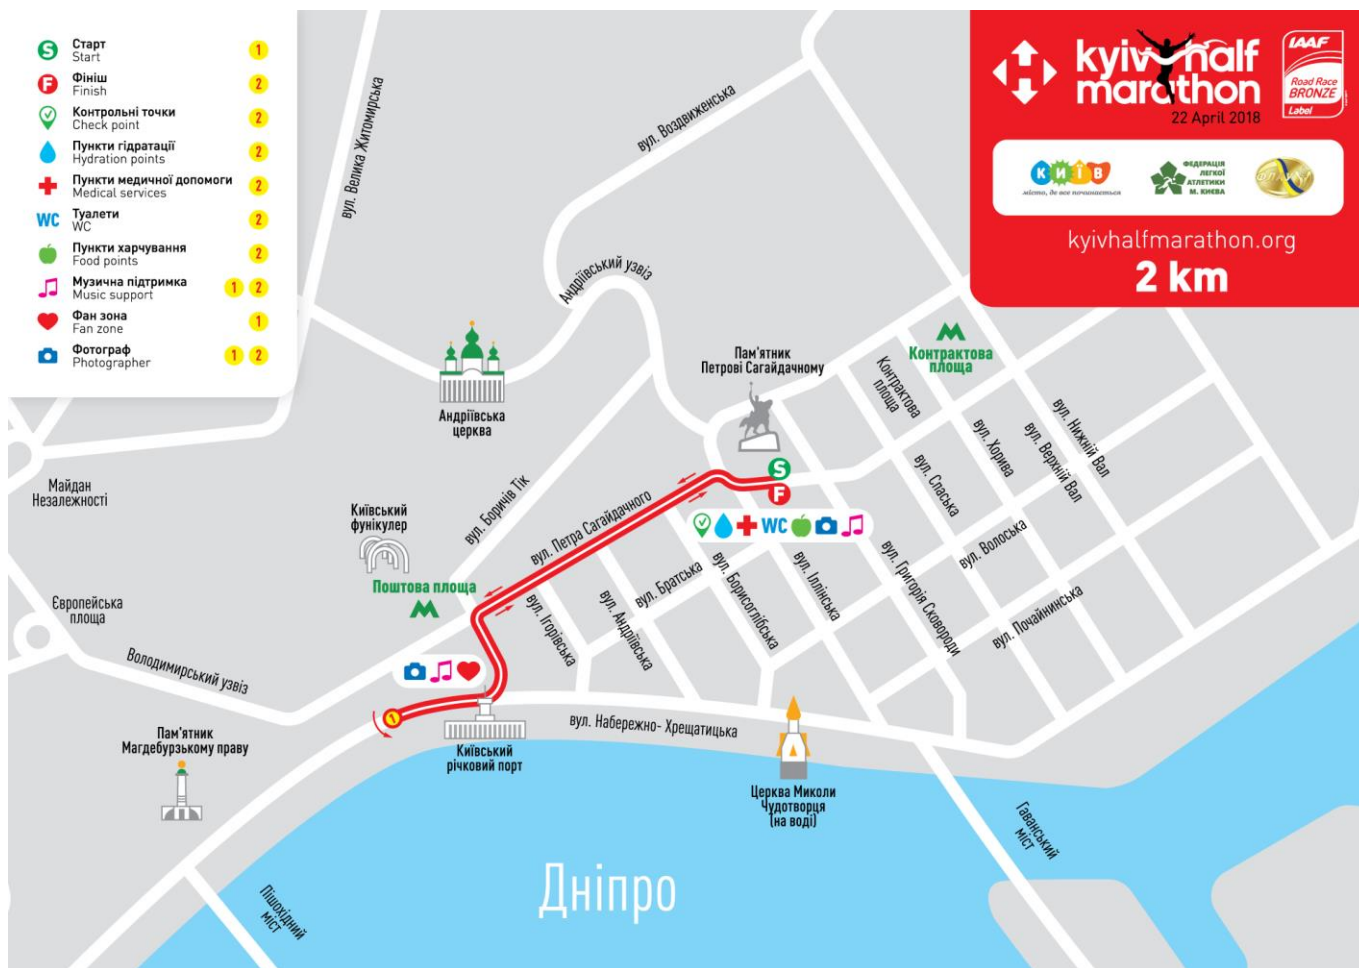 Старт
Start
1
Фініш
Finish
2
Контрольні точки
Check point
2
Пункти гідратації
Hydration points
2
Пункти медичної допомоги
Medical services
2
WC
Туалети
WC
2
Пункти харчування
Food points
2
Музична підтримка
Music support
1 2
Фан зона
Fan zone
1
Фотограф
Photographer
1 2
S
F
kyiv half
marathon
22 April 2018
IAAF
Road Race
BRONZE
Label
КИЇВ
місто, де все починається
ФЕДЕРАЦІЯ
ЛЕГКОЇ
АТЛЕТИКИ
М. КИЄВА
kyivhalfmarathon.org
2 km
вул. Велика Житомирська
вул. Воздвиженська
Андріївський узвіз
Андріївська
церква
Пам'ятник
Петрові Сагайдачному
Контрактова
площа
Контрактова
площа
вул. Хорива
вул. Спаська
вул. Верхній Вал
вул. Нижній Вал
Майдан
Незалежності
Київський
фунікулер
вул. Боричів Тік
вул. Петра Сагайдачного
S
F
WC
Поштова площа
Європейська
площа
Володимирський узвіз
вул. Ігорівська
вул. Андріївська
вул. Братська
вул. Борисоглібська
вул. Іллінська
вул. Григорія Сковороди
вул. Волоська
вул. Почайнинська
1
Пам'ятник
Магдебурзькому праву
Київський
річковий порт
вул. Набережно- Хрещатицька
Церква Миколи
Чудотворця
(на воді)
Гаванський
міст
Пішохідний
міст
Дніпро